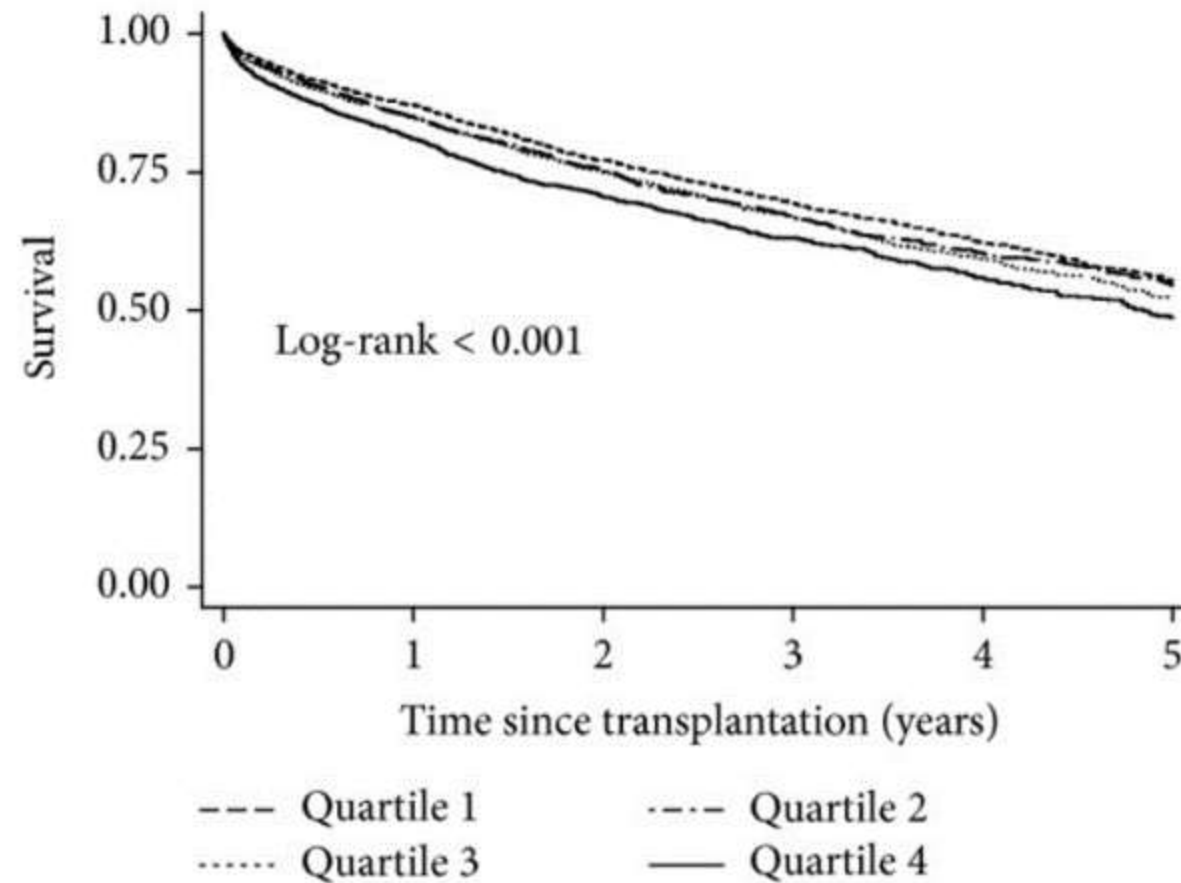 1.00
0.75
0.50
0.25
0.00
Survival
Log-rank < 0.001
0 1 2 3 4 5
Time since transplantation (years)
Quartile 1 Quartile 2
Quartile 3 Quartile 4